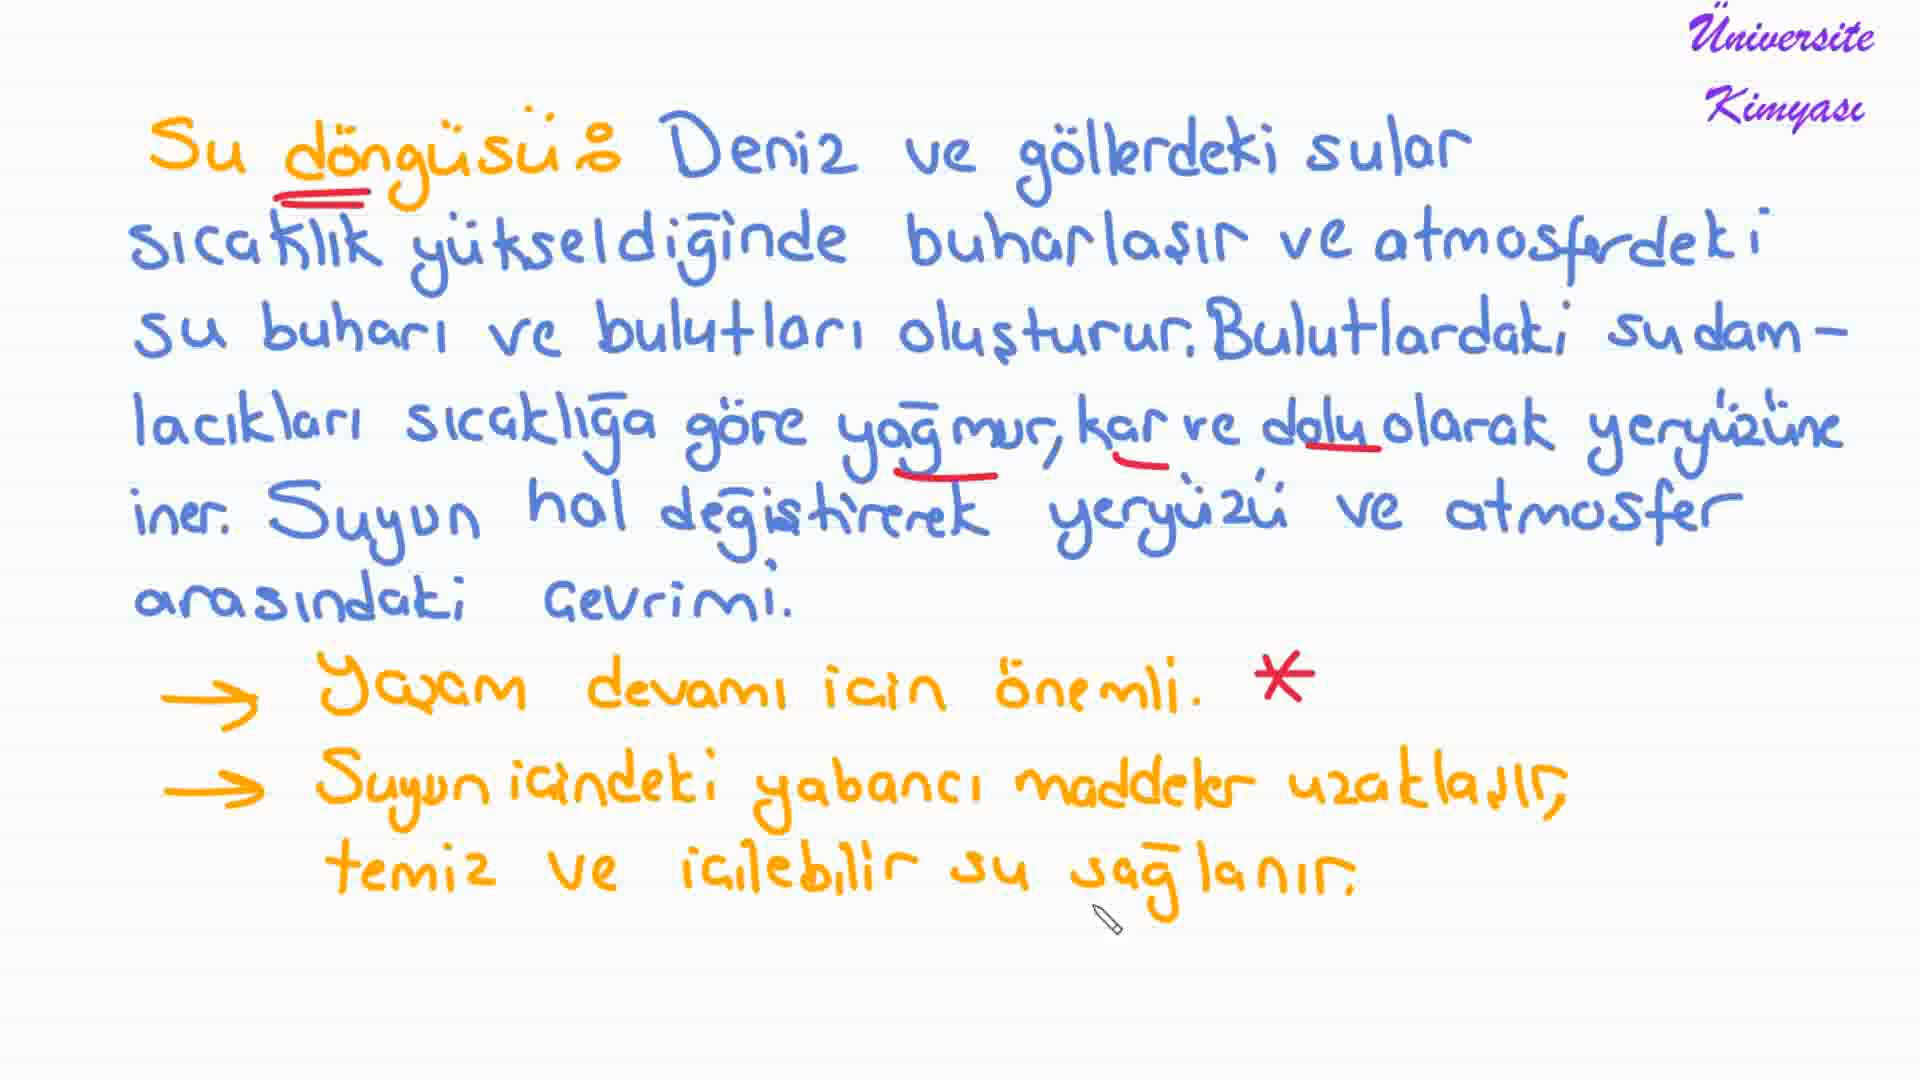 Üniversite
Kimyası
Su döngüsü: Deniz ve göllerdeki sular
sıcaklık yükseldiğinde buharlaşır ve atmosferdeki
su buharı ve bulutları oluşturur. Bulutlardaki su dam-
lacıkları sıcaklığa göre yağmur, kar ve dolu olarak yeryüzüne
iner. Suyun hal değiştirerek yeryüzü ve atmosfer
arasındaki çevrimi.
→ Yaşam devamı için önemli. *
→ Suyun içindeki yabancı maddeler uzaklaşır,
temiz ve içilebilir su sağlanır.